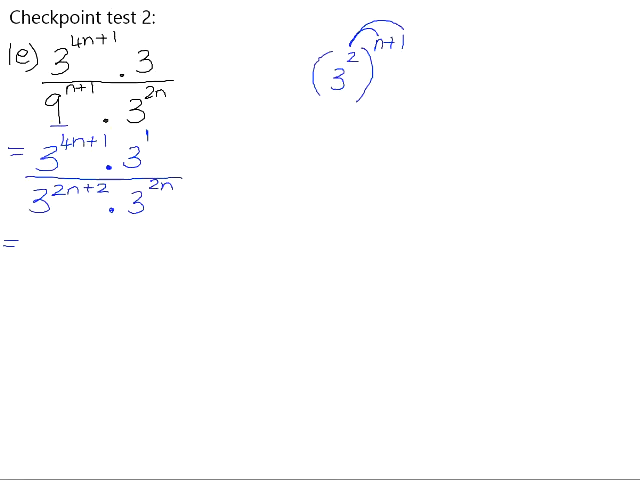 Checkpoint test 2:
1e) 3^(4n+1) . 3
9^(n+1) . 3^(2n)
(3^2)^(n+1)
= 3^(4n+1) . 3^1
3^(2n+2) . 3^(2n)
=